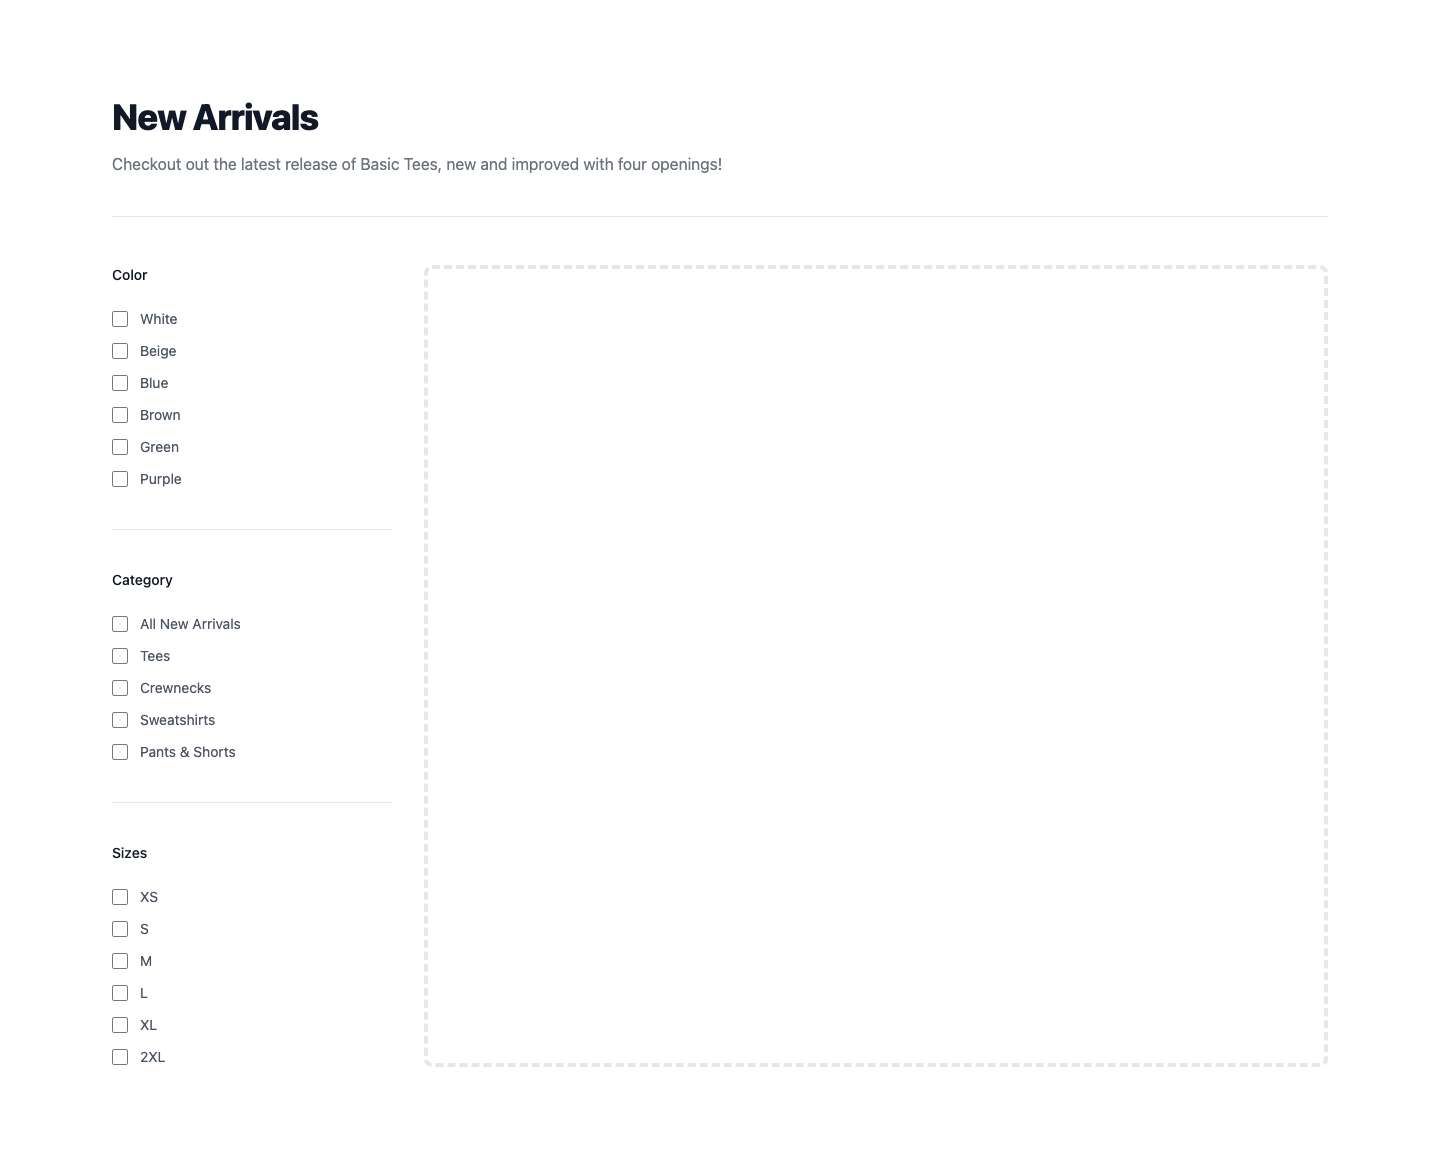 New Arrivals
Checkout out the latest release of Basic Tees, new and improved with four openings!
Color
White
Beige
Blue
Brown
Green
Purple
Category
All New Arrivals
Tees
Crewnecks
Sweatshirts
Pants & Shorts
Sizes
XS
S
M
L
XL
2XL